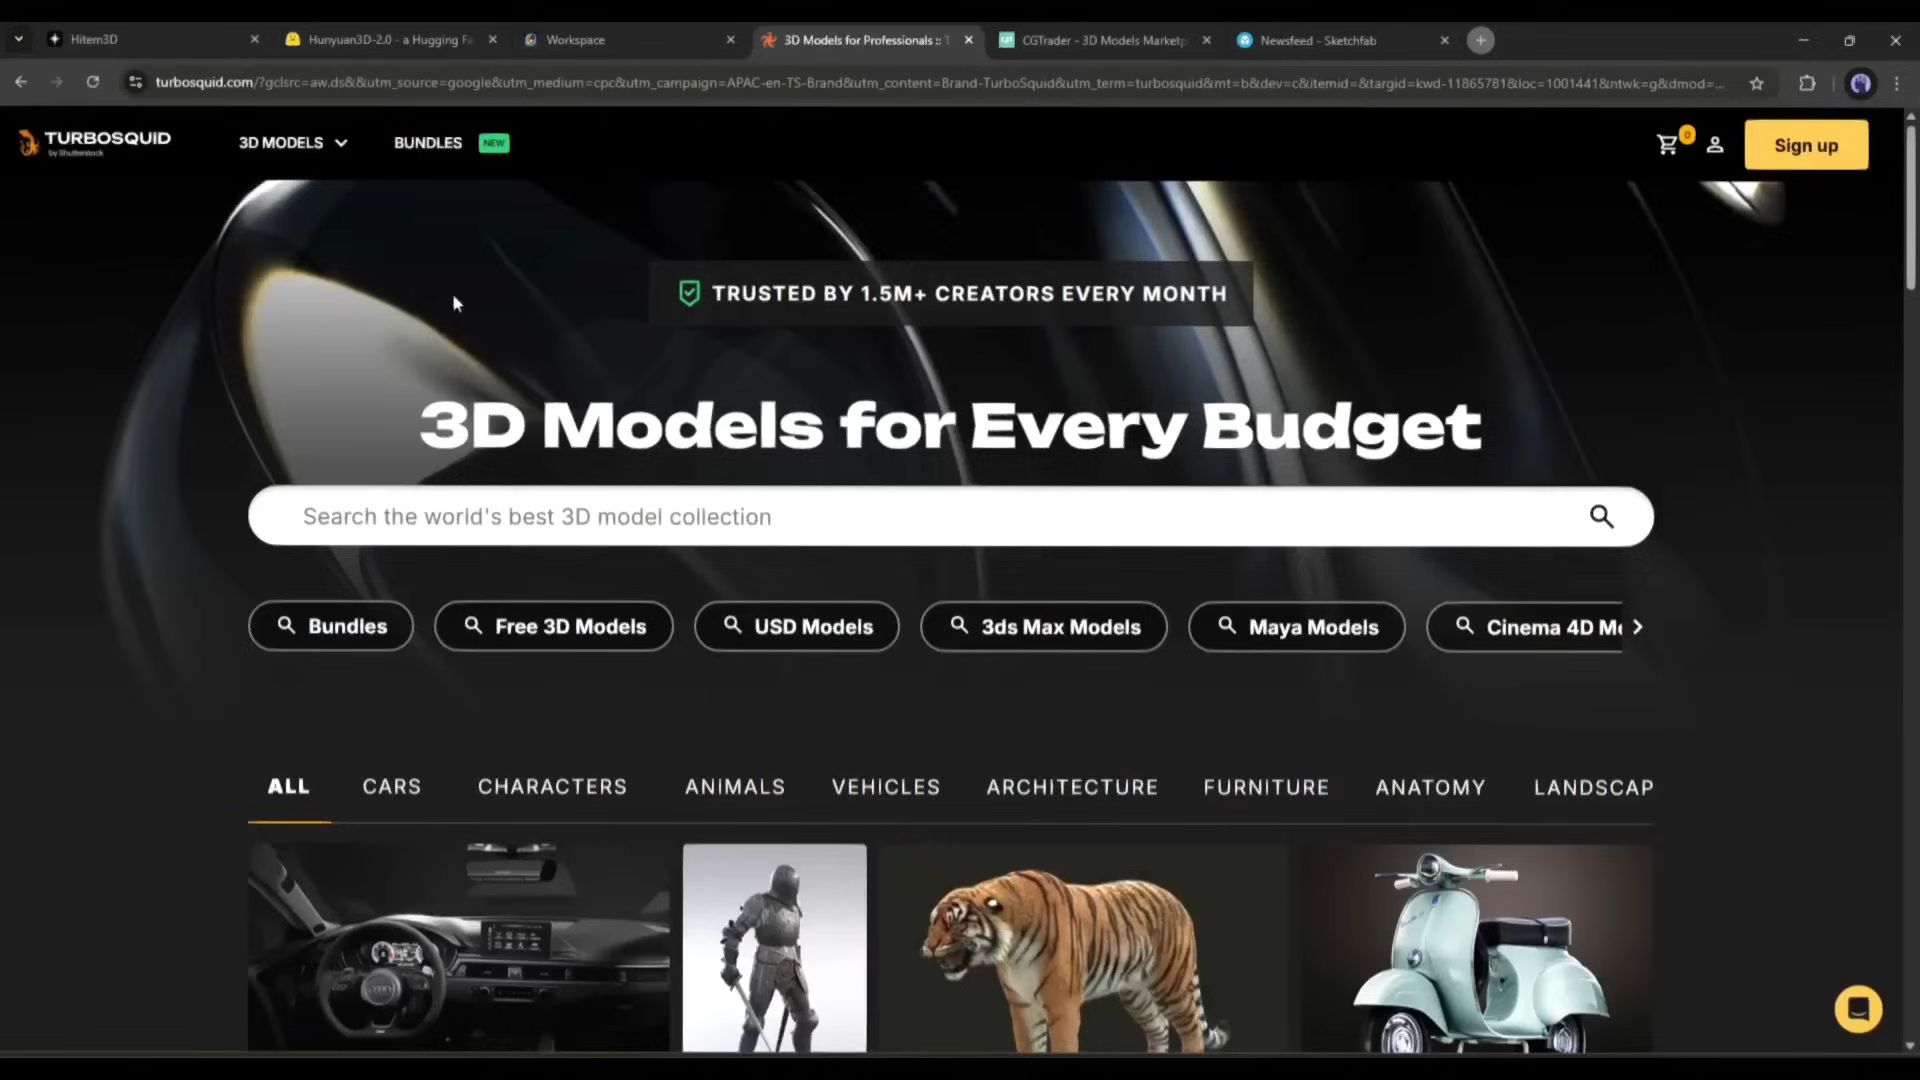 Hitem3D
Hunyuan3D-2.0 - a Hugging Fa
Workspace
3D Models for Professionals :: T
CGTrader - 3D Models Marketp
Newsfeed - Sketchfab
turbosquid.com/?gclsrc=aw.ds&&utm_source=google&utm_medium=cpc&utm_campaign=APAC-en-TS-Brand&utm_content=Brand-TurboSquid&utm_term=turbosquid&mt=b&dev=c&itemid=&targid=kwd-11865781&loc=1001441&ntwk=g&dmod=...
TURBOSQUID
by Shutterstock
3D MODELS
BUNDLES
NEW
0
Sign up
TRUSTED BY 1.5M+ CREATORS EVERY MONTH
3D Models for Every Budget
Search the world's best 3D model collection
Bundles
Free 3D Models
USD Models
3ds Max Models
Maya Models
Cinema 4D Mo
ALL
CARS
CHARACTERS
ANIMALS
VEHICLES
ARCHITECTURE
FURNITURE
ANATOMY
LANDSCAP